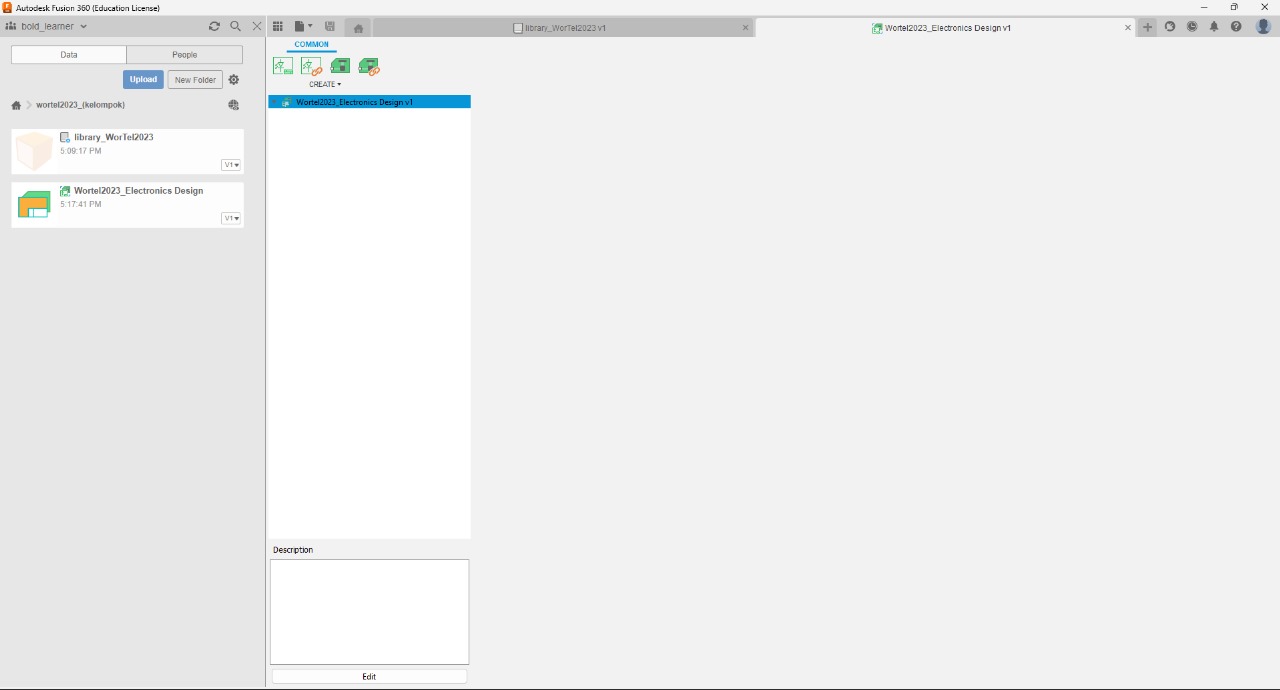 Autodesk Fusion 360 (Education License)
bold_learner
library_WorTel2023 v1
Wortel2023_Electronics Design v1
Data
People
COMMON
Upload
New Folder
CREATE
wortel2023_(kelompok)
Wortel2023_Electronics Design v1
library_WorTel2023
5:09:17 PM
V1
Wortel2023_Electronics Design
5:17:41 PM
V1
Description
Edit